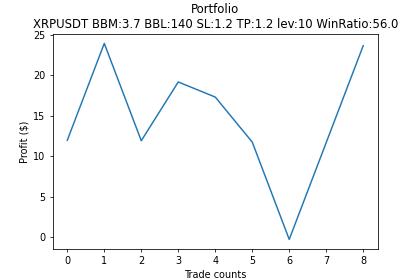 Portfolio
XRPUSDT BBM:3.7 BBL:140 SL:1.2 TP:1.2 lev:10 WinRatio:56.0
25
20
15
10
5
0
Profit ($)
0 1 2 3 4 5 6 7 8
Trade counts